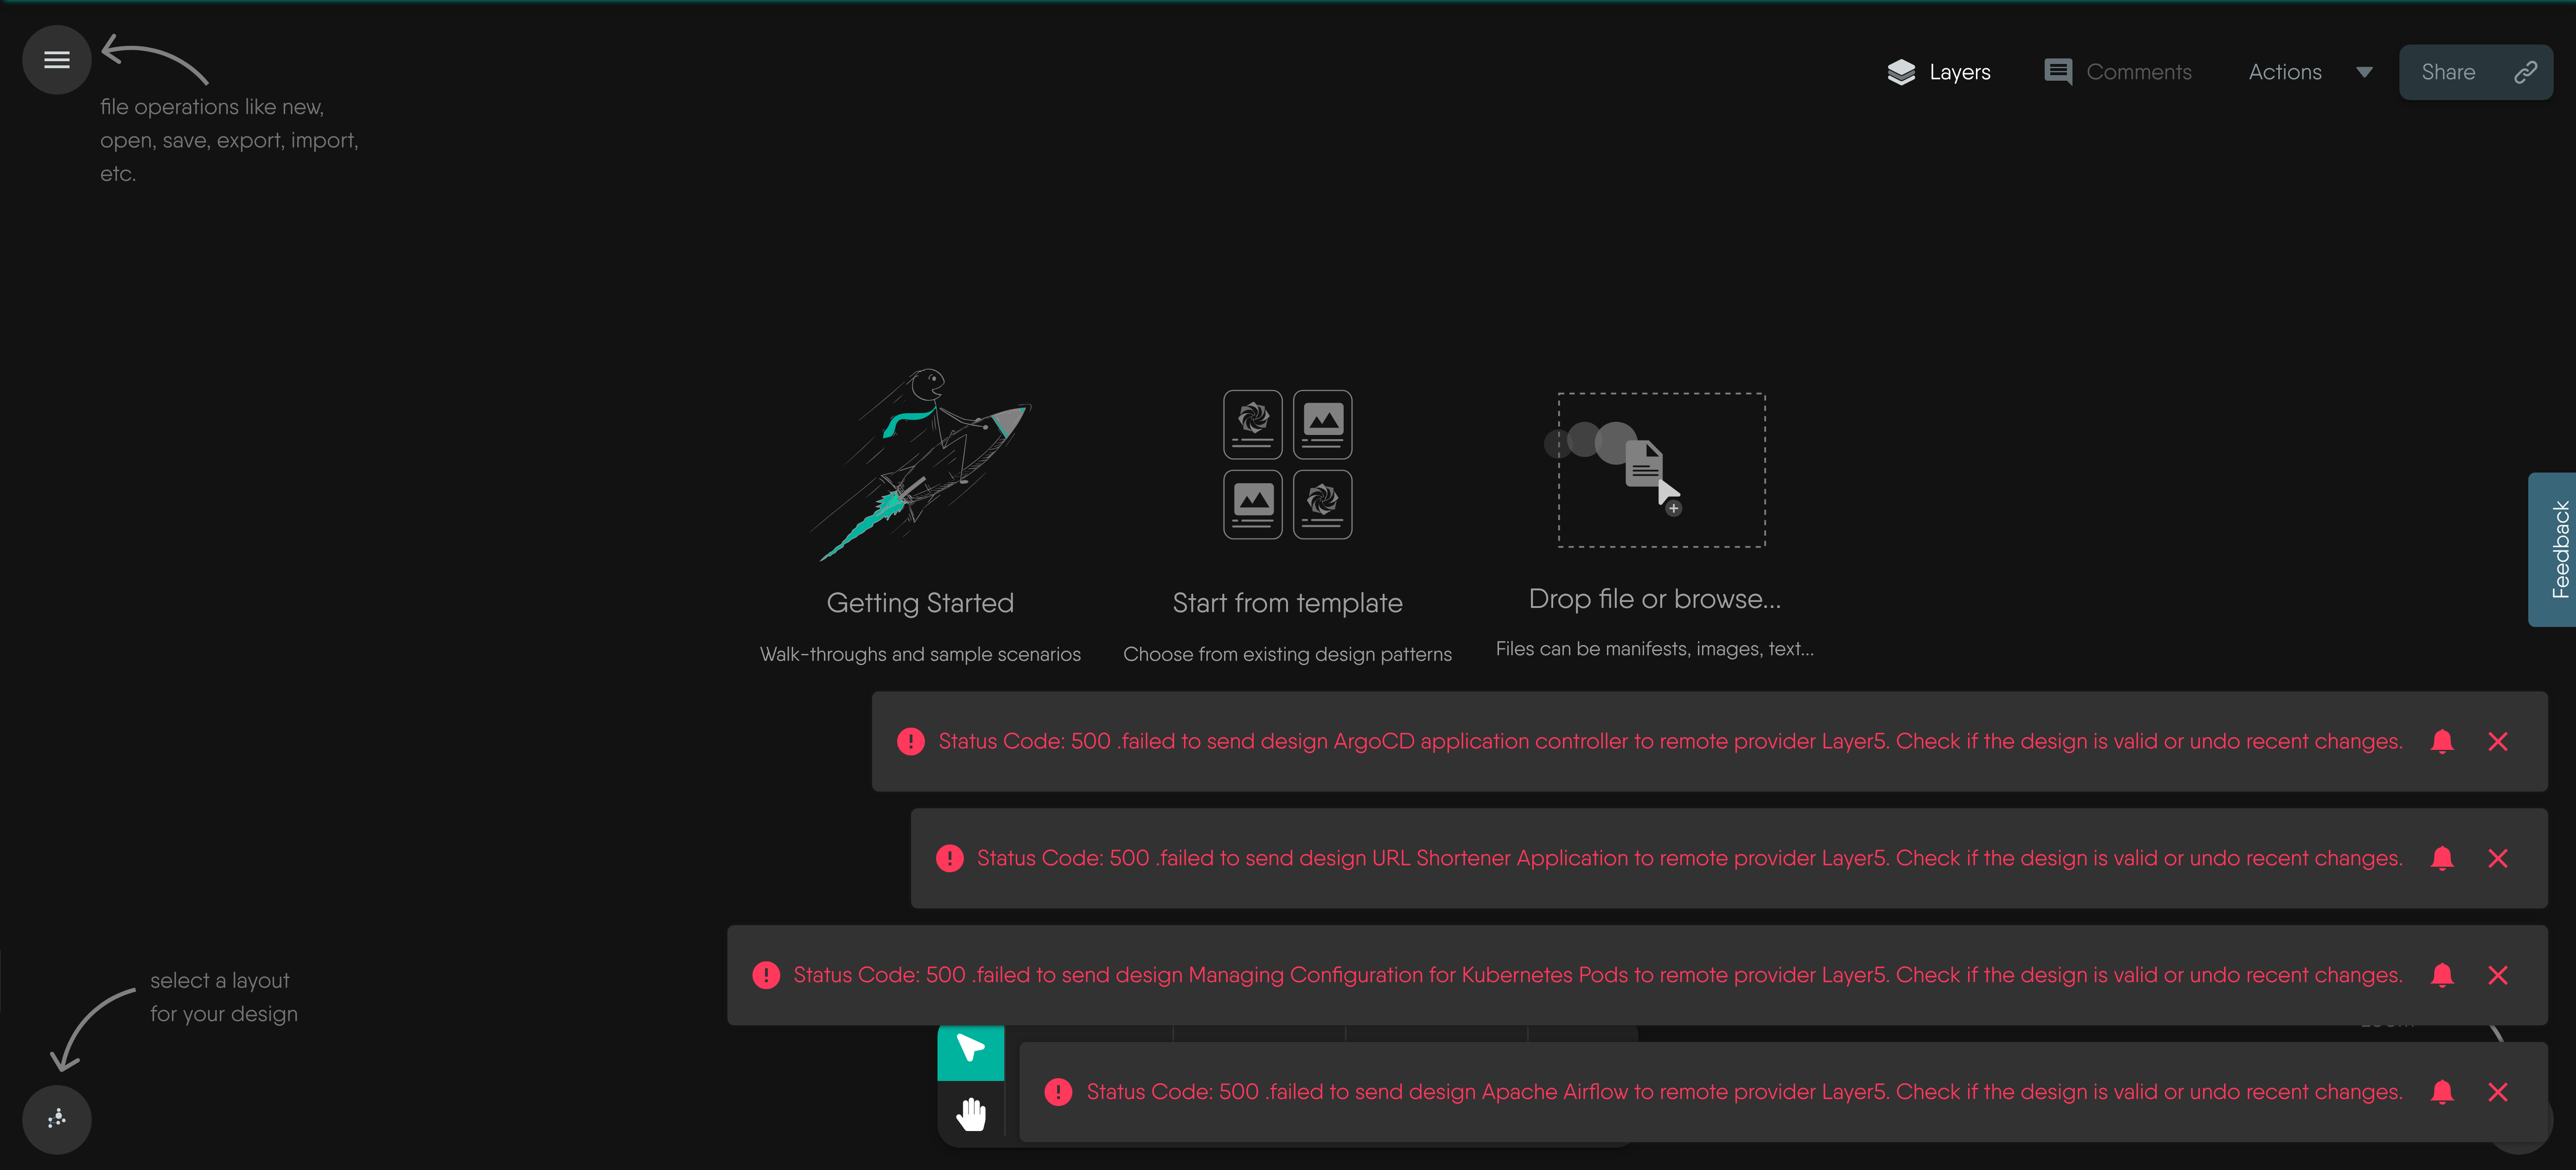 Layers
Comments
Actions
Share
file operations like new,
open, save, export, import,
etc.
Feedback
Getting Started
Start from template
Drop file or browse...
Walk-throughs and sample scenarios
Choose from existing design patterns
Files can be manifests, images, text...
Status Code: 500 .failed to send design ArgoCD application controller to remote provider Layer5. Check if the design is valid or undo recent changes.
Status Code: 500 .failed to send design URL Shortener Application to remote provider Layer5. Check if the design is valid or undo recent changes.
Status Code: 500 .failed to send design Managing Configuration for Kubernetes Pods to remote provider Layer5. Check if the design is valid or undo recent changes.
select a layout
for your design
Status Code: 500 .failed to send design Apache Airflow to remote provider Layer5. Check if the design is valid or undo recent changes.